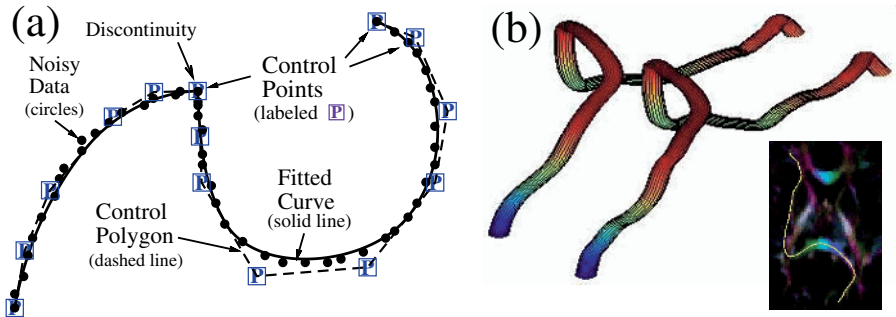 (a)
Discontinuity
Noisy
Data
(circles)
Control
Points
(labeled P )
Control
Polygon
(dashed line)
Fitted
Curve
(solid line)
P
P
P
P
P
P
P
P
P
P
P
P
P
P
(b)